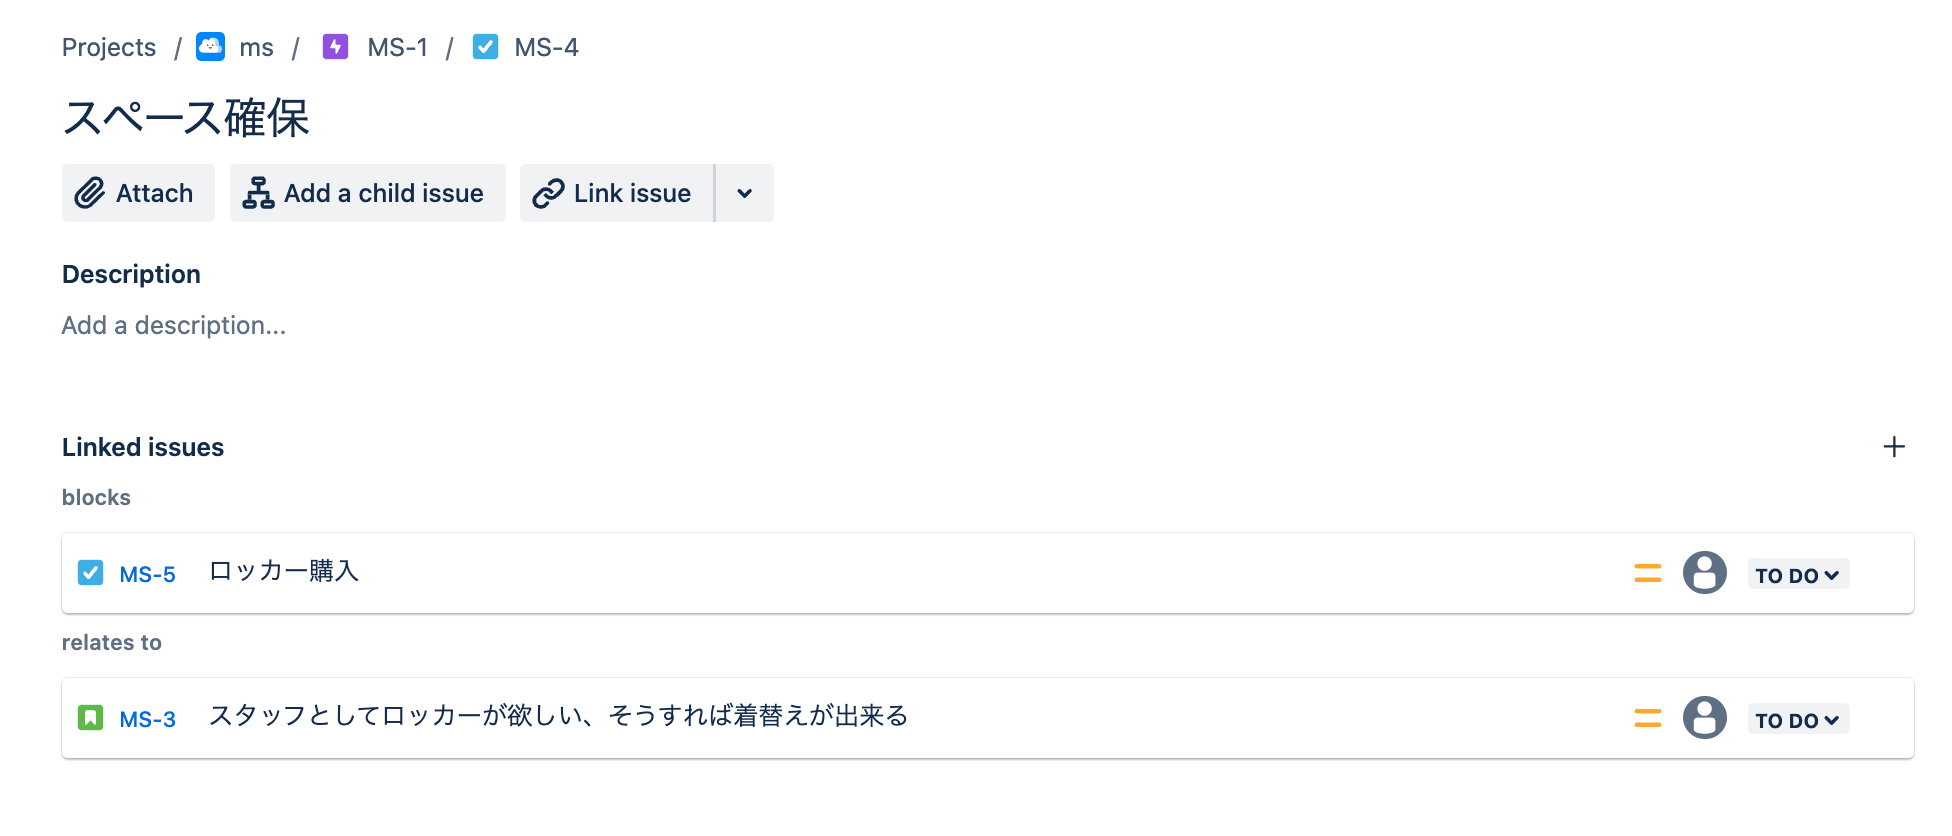 Projects / ms / MS-1 / MS-4
スペース確保
Attach Add a child issue Link issue
Description
Add a description...
Linked issues
blocks
MS-5 ロッカー購入 TO DO
relates to
MS-3 スタッフとしてロッカーが欲しい、そうすれば着替えが出来る TO DO